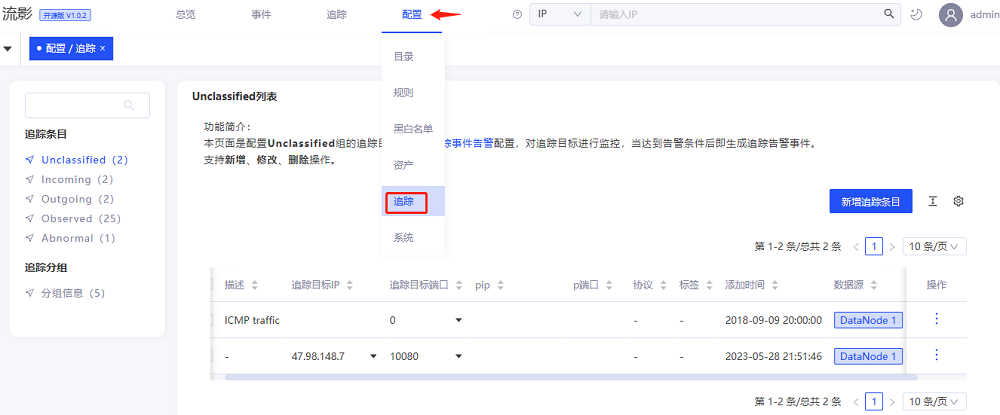 流影 开源版 V1.0.2 总览 事件 追踪 配置 IP 请输入IP admin
配置 / 追踪 ×
目录
规则
黑白名单
资产
追踪
系统
追踪条目
Unclassified (2)
Incoming (2)
Outgoing (2)
Observed (25)
Abnormal (1)
追踪分组
分组信息 (5)
Unclassified列表
功能简介：
本页面是配置Unclassified组的追踪目 踪事件告警配置，对追踪目标进行监控，当达到告警条件后即生成追踪告警事件。
支持新增、修改、删除操作。
新增追踪条目
第 1-2 条/总共 2 条 < 1 > 10 条/页
描述 追踪目标IP 追踪目标端口 pip p端口 协议 标签 添加时间 数据源 操作
ICMP traffic 0 - - 2018-09-09 20:00:00 DataNode 1
- 47.98.148.7 10080 - - 2023-05-28 21:51:46 DataNode 1
第 1-2 条/总共 2 条 < 1 > 10 条/页